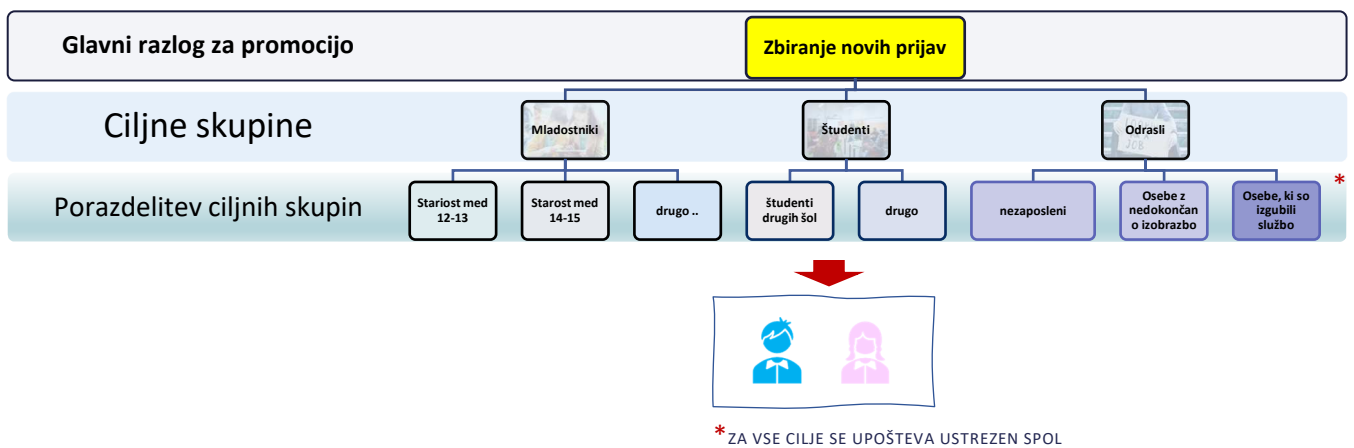 Glavni razlog za promocijo
Zbiranje novih prijav
Ciljne skupine
Mladostniki
Študenti
Odrasli
Porazdelitev ciljnih skupin
Stariost med
12-13
Starost med
14-15
drugo ..
študenti
drugih šol
drugo
nezaposleni
Osebe z
nedokončan
o izobrazbo
Osebe, ki so
izgubili
službo
*
*ZA VSE CILJE SE UPOŠTEVA USTREZEN SPOL